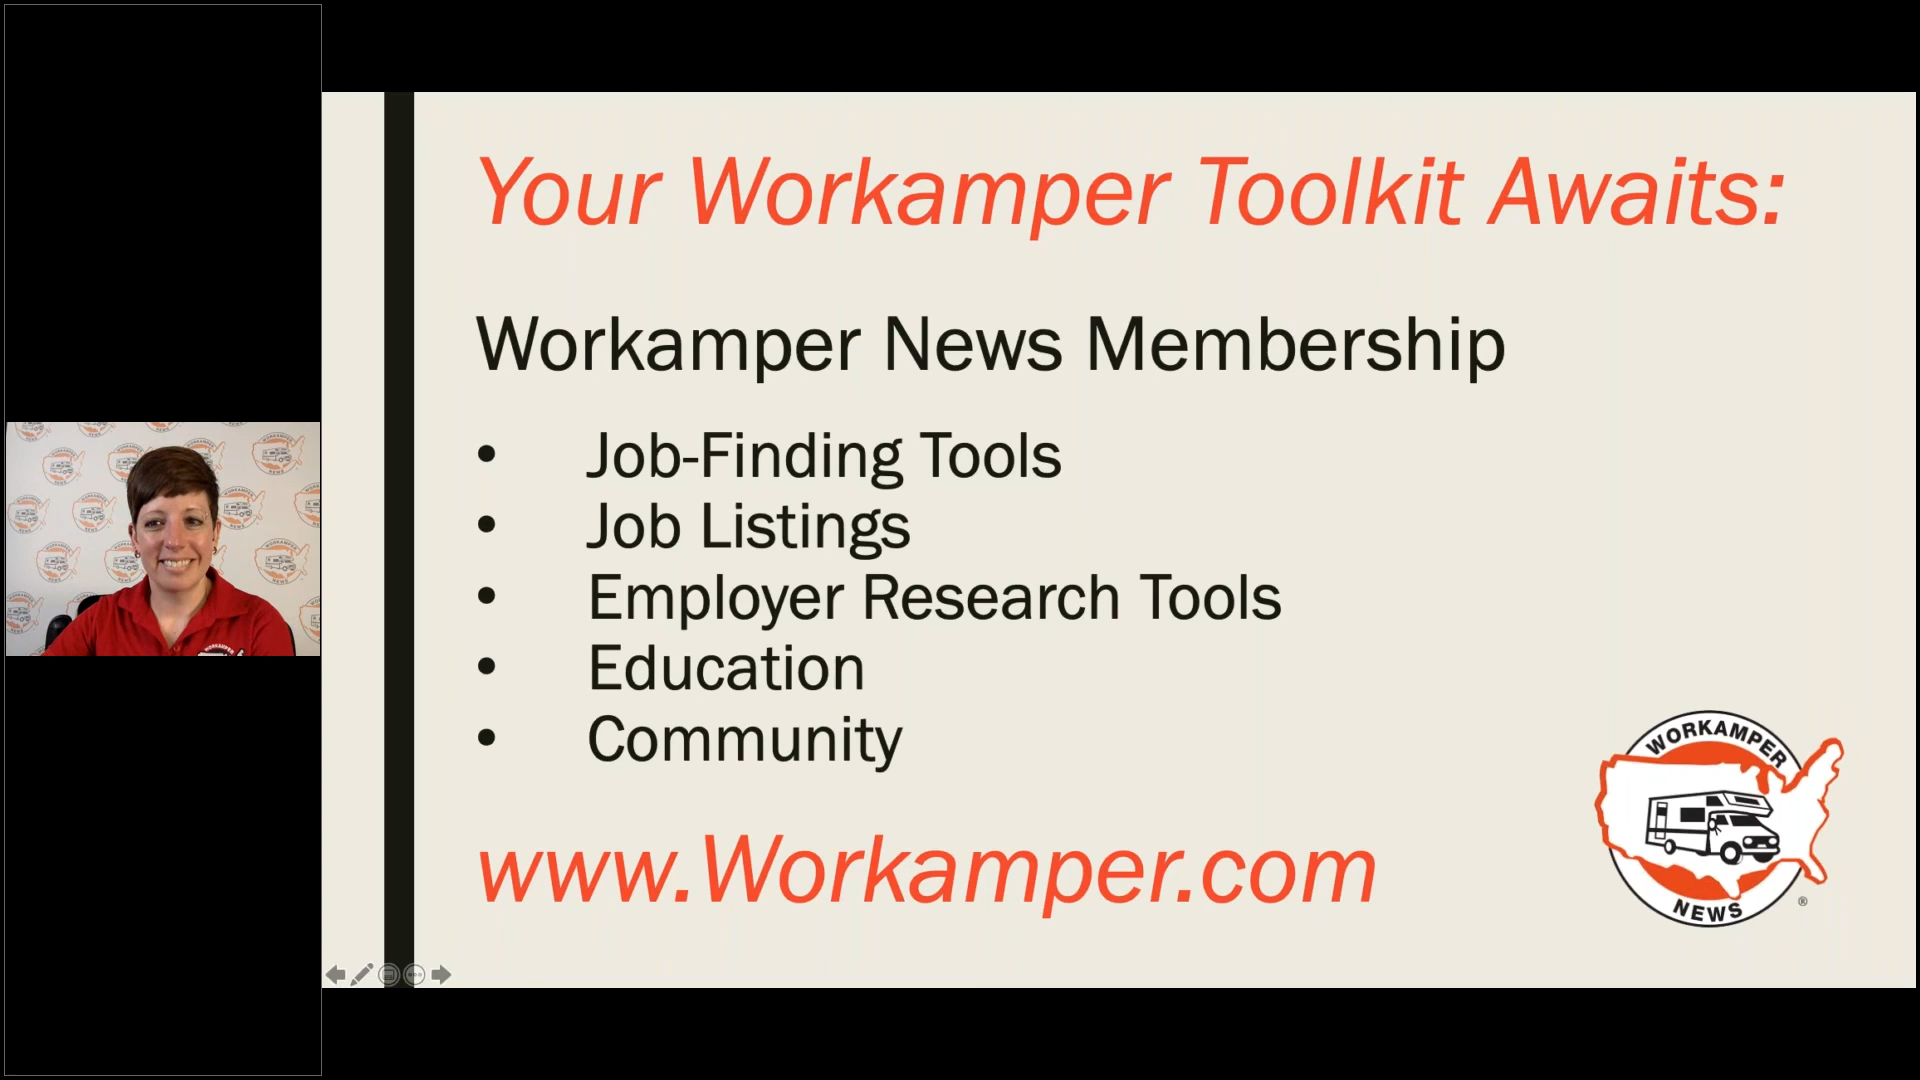 Your Workamper Toolkit Awaits:
Workamper News Membership
• Job-Finding Tools
• Job Listings
• Employer Research Tools
• Education
• Community
www.Workamper.com
WORKAMPER
NEWS
®